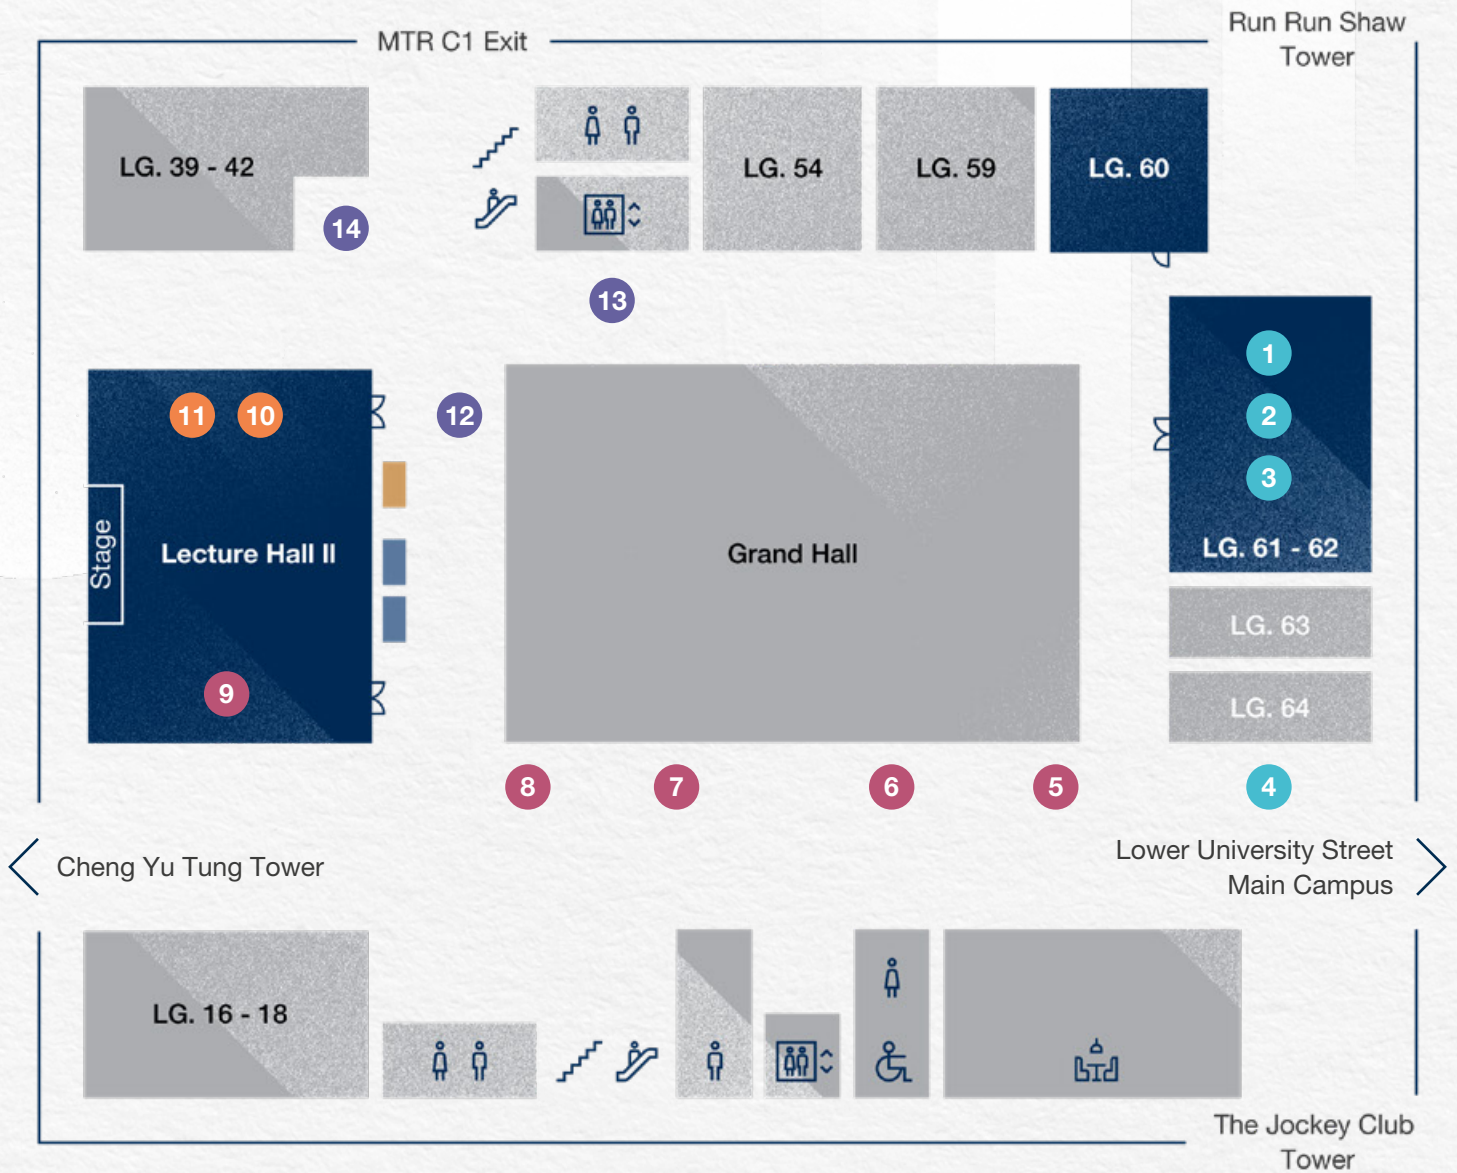 Run Run Shaw
Tower
MTR C1 Exit
LG. 39 - 42
LG. 54
LG. 59
LG. 60
14
13
1
11
10
12
2
3
Stage
Lecture Hall II
Grand Hall
LG. 61 - 62
LG. 63
9
LG. 64
8
7
6
5
4
Cheng Yu Tung Tower
Lower University Street
Main Campus
LG. 16 - 18
The Jockey Club
Tower